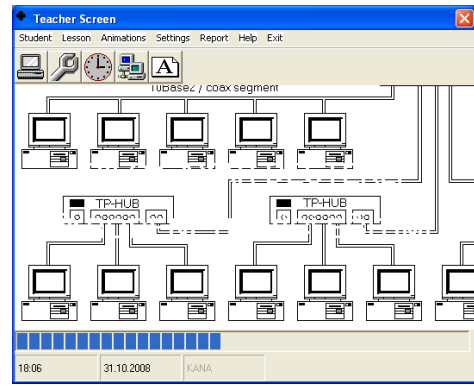 Teacher Screen
Student Lesson Animations Settings Report Help Exit
A
10Base2 / coax segment
TP-HUB TP-HUB
18:06 31.10.2008 KANA